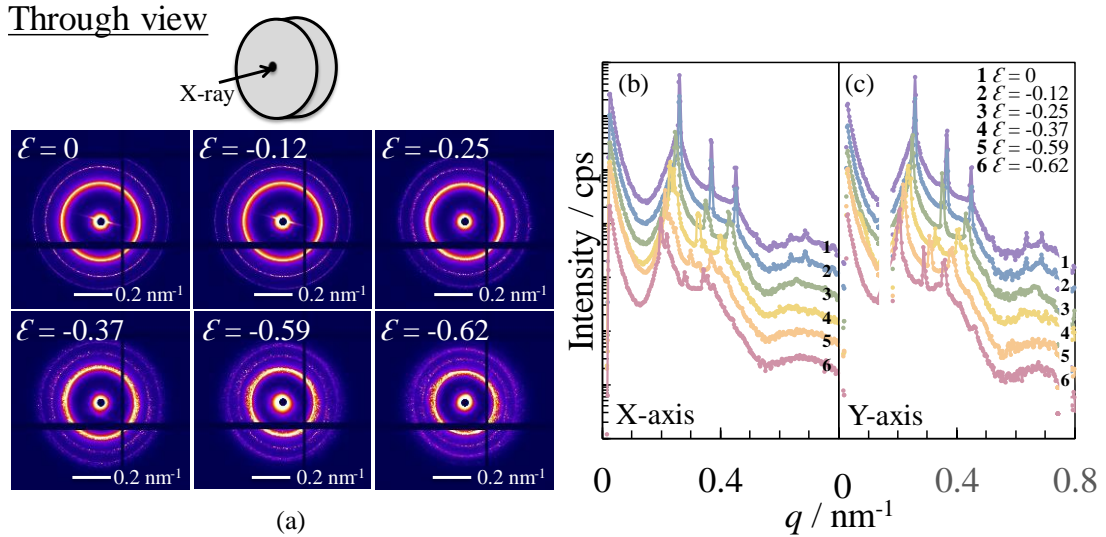 Through view
X-ray
ℰ = 0
ℰ = -0.12
ℰ = -0.25
0.2 nm⁻¹
0.2 nm⁻¹
0.2 nm⁻¹
ℰ = -0.37
ℰ = -0.59
ℰ = -0.62
0.2 nm⁻¹
0.2 nm⁻¹
0.2 nm⁻¹
(a)
Intensity / cps
(b)
1
2
3
4
5
6
X-axis
0
0.4
(c)
1 ℰ = 0
2 ℰ = -0.12
3 ℰ = -0.25
4 ℰ = -0.37
5 ℰ = -0.59
6 ℰ = -0.62
1
2
3
4
5
6
Y-axis
0
0.4
0.8
q / nm⁻¹